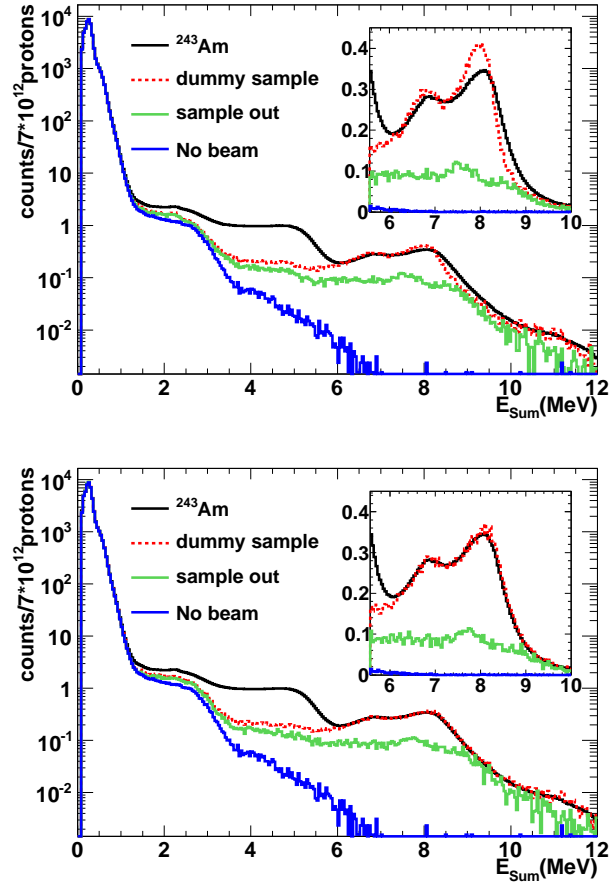 counts/7*10¹²protons
10⁴
10³
10²
10
1
10⁻¹
10⁻²
0 2 4 6 8 10 12
E_Sum(MeV)
²⁴³Am
dummy sample
sample out
No beam
0.4
0.3
0.2
0.1
0
6 7 8 9 10
counts/7*10¹²protons
10⁴
10³
10²
10
1
10⁻¹
10⁻²
0 2 4 6 8 10 12
E_Sum(MeV)
²⁴³Am
dummy sample
sample out
No beam
0.4
0.3
0.2
0.1
0
6 7 8 9 10